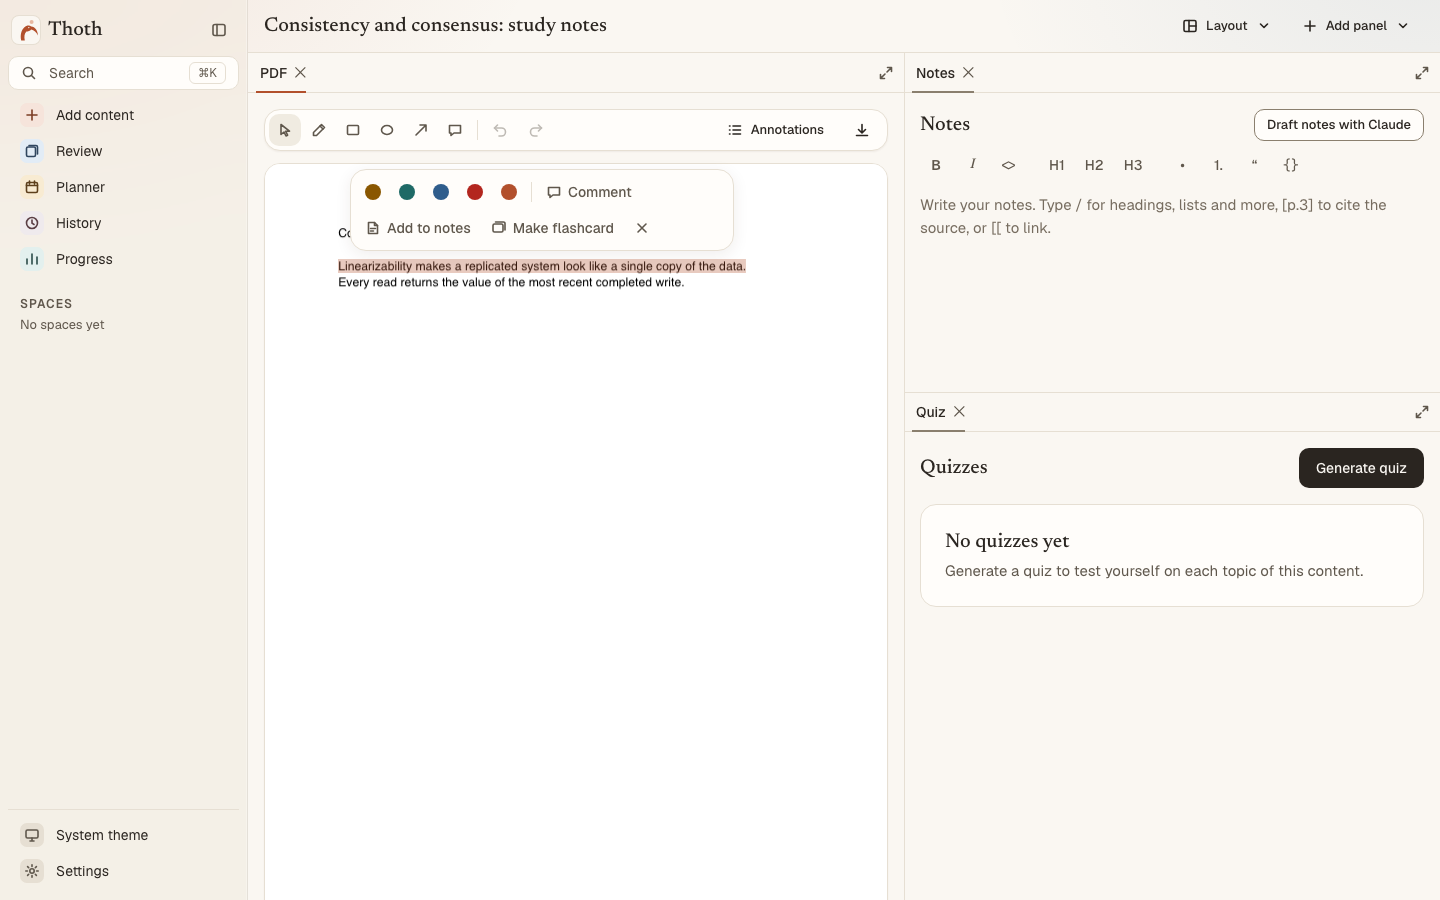 Thoth
Search ⌘K
Add content
Review
Planner
History
Progress
SPACES
No spaces yet
System theme
Settings
Consistency and consensus: study notes
Layout
Add panel
PDF
Annotations
Comment
Add to notes
Make flashcard
Linearizability makes a replicated system look like a single copy of the data.
Every read returns the value of the most recent completed write.
Notes
Notes
Draft notes with Claude
B I <> H1 H2 H3 • 1. “ {}
Write your notes. Type / for headings, lists and more, [p.3] to cite the
source, or [[ to link.
Quiz
Quizzes
Generate quiz
No quizzes yet
Generate a quiz to test yourself on each topic of this content.